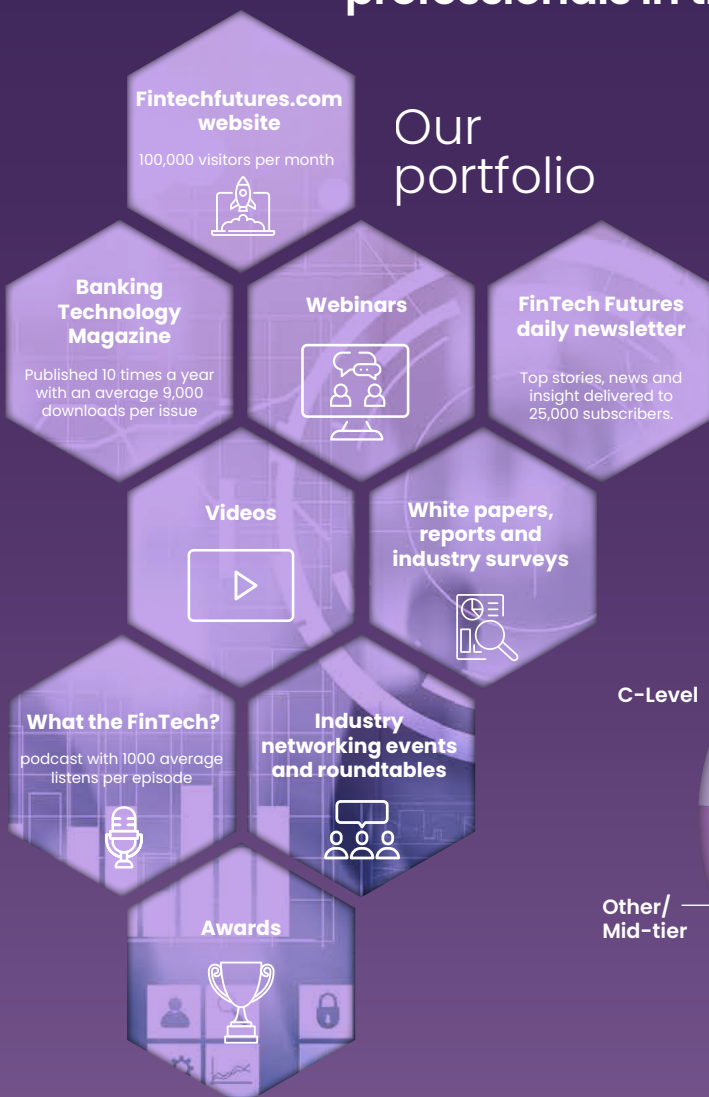 professionals in t
Our
portfolio
Fintechfutures.com
website
100,000 visitors per month
Banking
Technology
Magazine
Published 10 times a year
with an average 9,000
downloads per issue
Webinars
FinTech Futures
daily newsletter
Top stories, news and
insight delivered to
25,000 subscribers.
Videos
White papers,
reports and
industry surveys
What the FinTech?
podcast with 1000 average
listens per episode
Industry
networking events
and roundtables
Awards
C-Level
Other/
Mid-tier